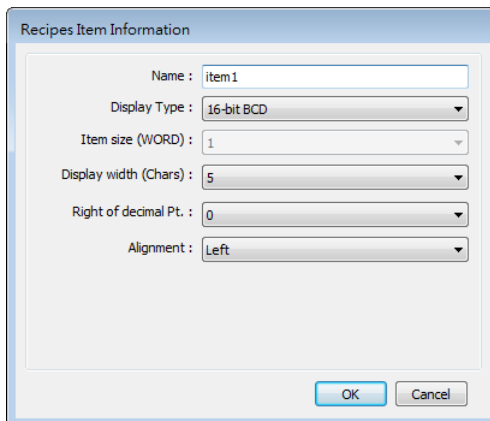 Recipes Item Information
Name : item1
Display Type : 16-bit BCD
Item size (WORD) : 1
Display width (Chars) : 5
Right of decimal Pt. : 0
Alignment : Left
OK Cancel